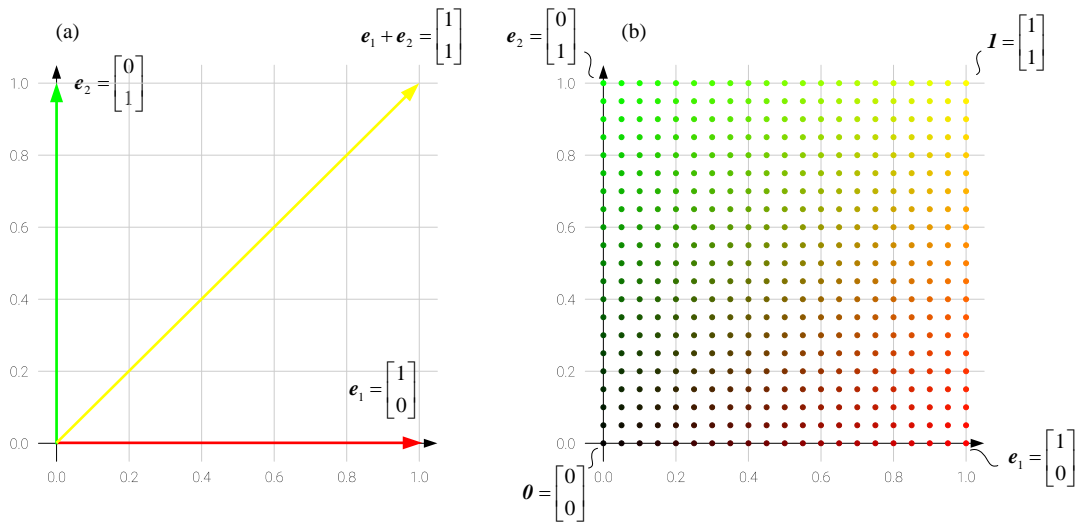 (a)
e₁ + e₂ = [1 1]
e₂ = [0 1]
1.0
0.8
0.6
0.4
0.2
0.0
e₁ = [1 0]
0.0 0.2 0.4 0.6 0.8 1.0
(b)
e₂ = [0 1]
1 = [1 1]
1.0
0.8
0.6
0.4
0.2
0.0
e₁ = [1 0]
0.0 0.2 0.4 0.6 0.8 1.0
0 = [0 0]